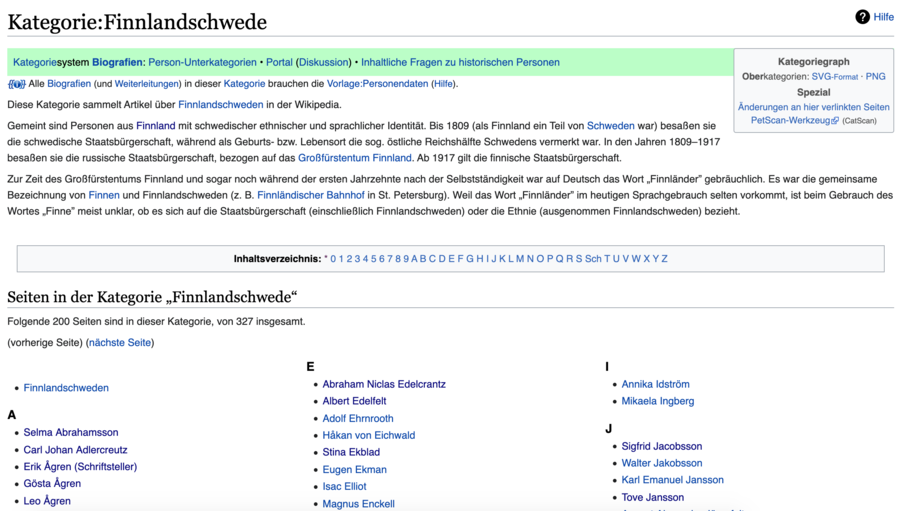 Kategorie:Finnlandschwede
Hilfe
Kategoriesystem Biografien: Person-Unterkategorien • Portal (Diskussion) • Inhaltliche Fragen zu historischen Personen
Alle Biografien (und Weiterleitungen) in dieser Kategorie brauchen die Vorlage:Personendaten (Hilfe).
Kategoriegraph
Oberkategorien: SVG-Format · PNG
Spezial
Änderungen an hier verlinkten Seiten
PetScan-Werkzeug (CatScan)
Diese Kategorie sammelt Artikel über Finnlandschweden in der Wikipedia.
Gemeint sind Personen aus Finnland mit schwedischer ethnischer und sprachlicher Identität. Bis 1809 (als Finnland ein Teil von Schweden war) besaßen sie
die schwedische Staatsbürgerschaft, während als Geburts- bzw. Lebensort die sog. östliche Reichshälfte Schwedens vermerkt war. In den Jahren 1809–1917
besaßen sie die russische Staatsbürgerschaft, bezogen auf das Großfürstentum Finnland. Ab 1917 gilt die finnische Staatsbürgerschaft.
Zur Zeit des Großfürstentums Finnland und sogar noch während der ersten Jahrzehnte nach der Selbstständigkeit war auf Deutsch das Wort „Finnländer" gebräuchlich. Es war die gemeinsame
Bezeichnung von Finnen und Finnlandschweden (z. B. Finnländischer Bahnhof in St. Petersburg). Weil das Wort „Finnländer" im heutigen Sprachgebrauch selten vorkommt, ist beim Gebrauch des
Wortes „Finne" meist unklar, ob es sich auf die Staatsbürgerschaft (einschließlich Finnlandschweden) oder die Ethnie (ausgenommen Finnlandschweden) bezieht.
Inhaltsverzeichnis: * 0 1 2 3 4 5 6 7 8 9 A B C D E F G H I J K L M N O P Q R S Sch T U V W X Y Z
Seiten in der Kategorie „Finnlandschwede"
Folgende 200 Seiten sind in dieser Kategorie, von 327 insgesamt.
(vorherige Seite) (nächste Seite)
• Finnlandschweden
A
• Selma Abrahamsson
• Carl Johan Adlercreutz
• Erik Ågren (Schriftsteller)
• Gösta Ågren
• Leo Ågren
E
• Abraham Niclas Edelcrantz
• Albert Edelfelt
• Adolf Ehrnrooth
• Håkan von Eichwald
• Stina Ekblad
• Eugen Ekman
• Isac Elliot
• Magnus Enckell
I
• Annika Idström
• Mikaela Ingberg
J
• Sigfrid Jacobsson
• Walter Jakobsson
• Karl Emanuel Jansson
• Tove Jansson